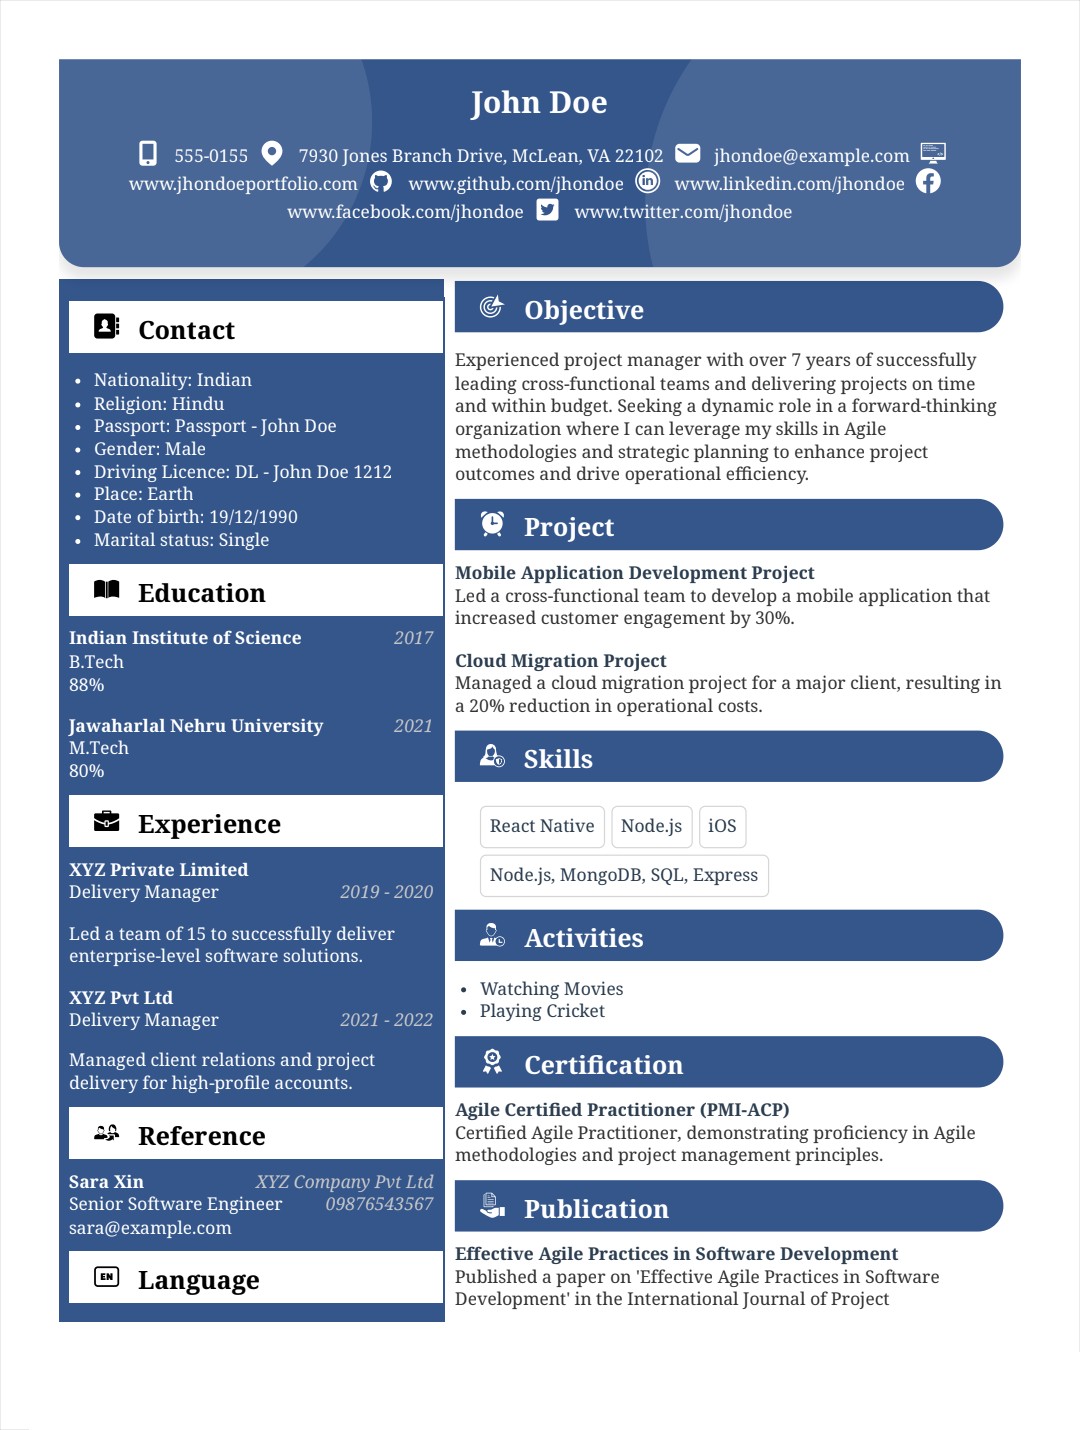 John Doe
555-0155 7930 Jones Branch Drive, McLean, VA 22102 jhondoe@example.com
www.jhondoeportfolio.com www.github.com/jhondoe www.linkedin.com/jhondoe
www.facebook.com/jhondoe www.twitter.com/jhondoe
Contact
• Nationality: Indian
• Religion: Hindu
• Passport: Passport - John Doe
• Gender: Male
• Driving Licence: DL - John Doe 1212
• Place: Earth
• Date of birth: 19/12/1990
• Marital status: Single
Education
Indian Institute of Science 2017
B.Tech
88%
Jawaharlal Nehru University 2021
M.Tech
80%
Experience
XYZ Private Limited
Delivery Manager 2019 - 2020
Led a team of 15 to successfully deliver
enterprise-level software solutions.
XYZ Pvt Ltd
Delivery Manager 2021 - 2022
Managed client relations and project
delivery for high-profile accounts.
Reference
Sara Xin XYZ Company Pvt Ltd
Senior Software Engineer 09876543567
sara@example.com
EN Language
Objective
Experienced project manager with over 7 years of successfully
leading cross-functional teams and delivering projects on time
and within budget. Seeking a dynamic role in a forward-thinking
organization where I can leverage my skills in Agile
methodologies and strategic planning to enhance project
outcomes and drive operational efficiency.
Project
Mobile Application Development Project
Led a cross-functional team to develop a mobile application that
increased customer engagement by 30%.
Cloud Migration Project
Managed a cloud migration project for a major client, resulting in
a 20% reduction in operational costs.
Skills
React Native Node.js iOS
Node.js, MongoDB, SQL, Express
Activities
• Watching Movies
• Playing Cricket
Certification
Agile Certified Practitioner (PMI-ACP)
Certified Agile Practitioner, demonstrating proficiency in Agile
methodologies and project management principles.
Publication
Effective Agile Practices in Software Development
Published a paper on 'Effective Agile Practices in Software
Development' in the International Journal of Project